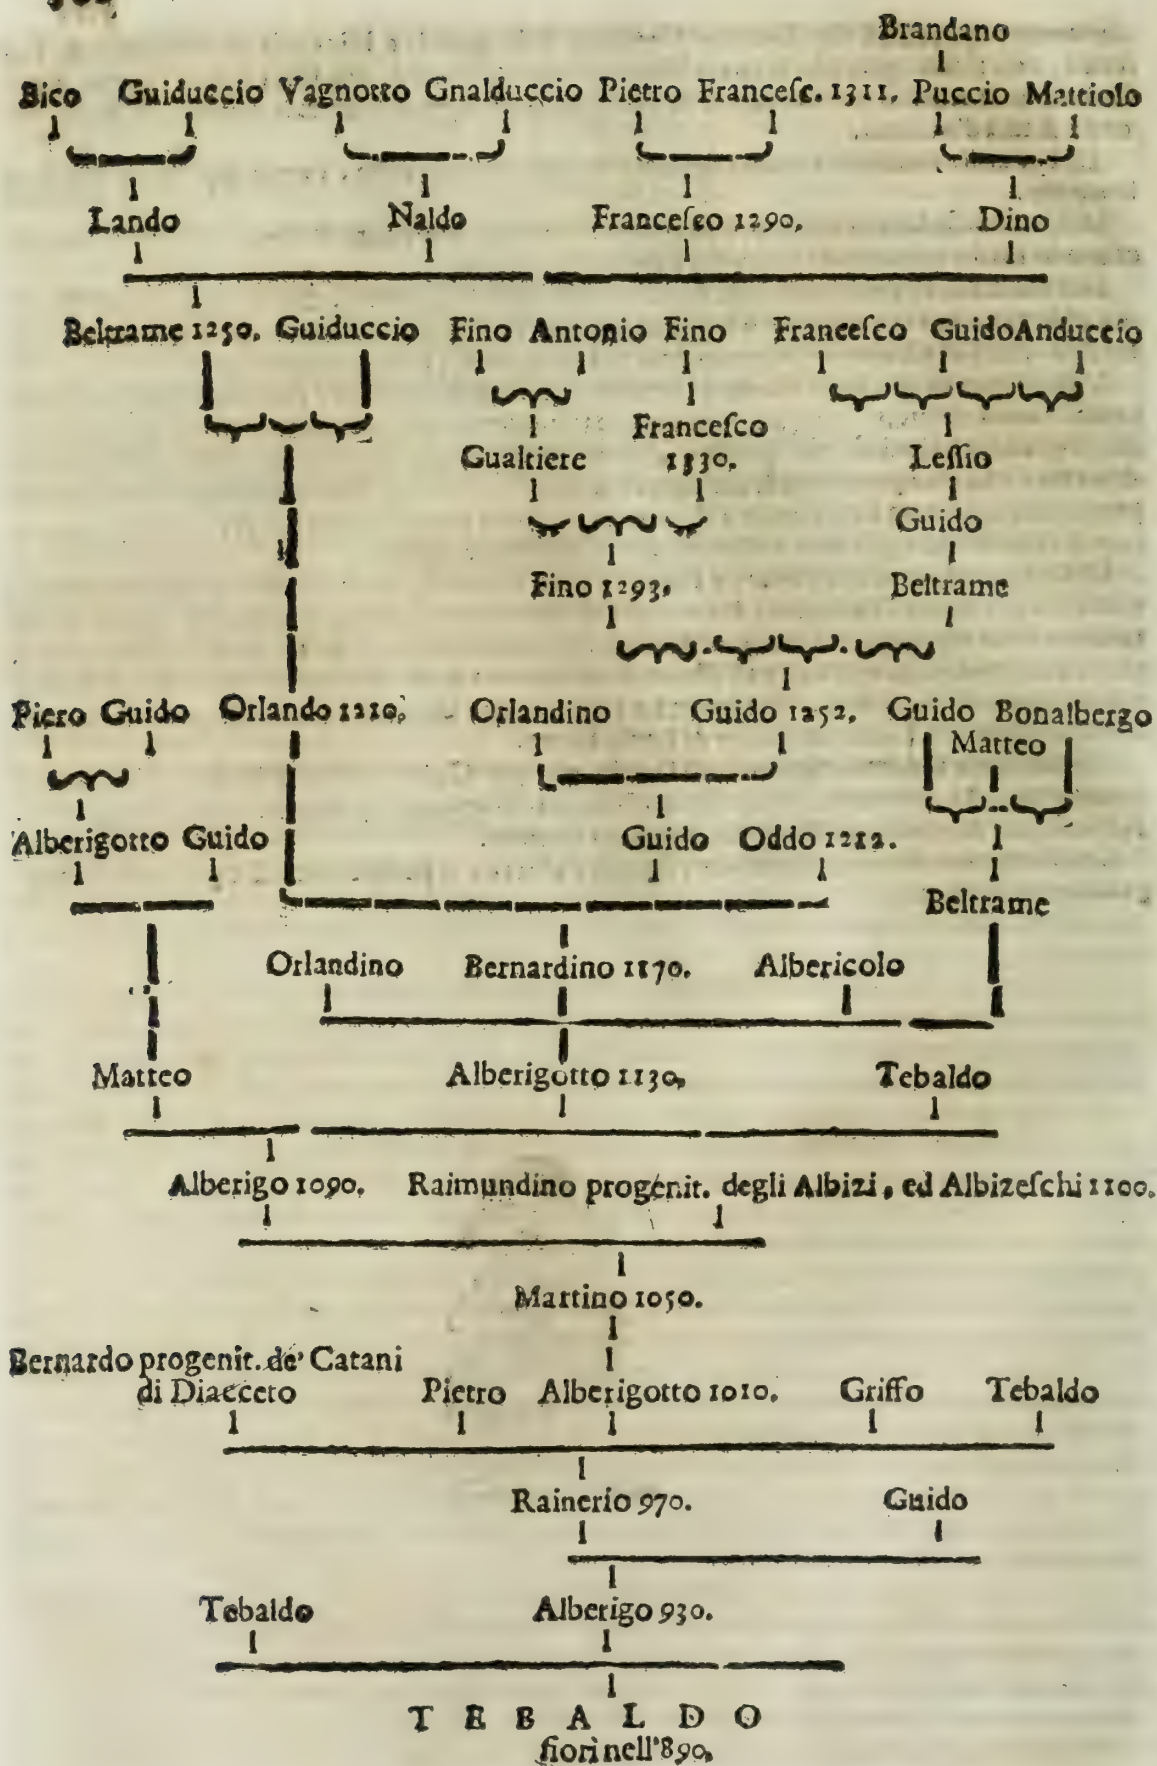 Brandano
Bico Guiduccio Vagnotto Gnalduccio Pietro Franceſc. 1311. Puccio Mattiolo
Lando Naldo Franceſco 1290. Dino
Beltrame 1250. Guiduccio Fino Antonio Fino Franceſco Guido Anduccio
Franceſco
Gualtiere 1330. Leſſio
Guido
Fino 1293. Beltrame
Piero Guido Orlando 1210. Orlandino Guido 1252. Guido Bonalbergo
Matteo
Alberigotto Guido Guido Oddo 1212.
Beltrame
Orlandino Bernardino 1170. Albericolo
Matteo Alberigotto 1130. Tebaldo
Alberigo 1090. Raimundino progenit. degli Albizi, ed Albizeſchi 1100.
Martino 1050.
Bernardo progenit. de' Catani
di Diacceto Pietro Alberigotto 1010. Griffo Tebaldo
Rainerio 970. Guido
Tebaldo Alberigo 930.
TEBALDO
fiorì nell'890.